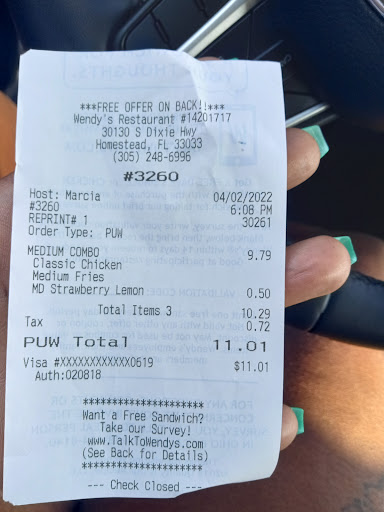 ***FREE OFFER ON BACK!!***
Wendy's Restaurant #14201717
30130 S Dixie Hwy
Homestead, FL 33033
(305) 248-6996
#3260
Host: Marcia 04/02/2022
#3260 6:08 PM
REPRINT# 1 30261
Order Type: PUW
MEDIUM COMBO 9.79
Classic Chicken
Medium Fries
MD Strawberry Lemon 0.50
Total Items 3 10.29
Tax 0.72
PUW Total 11.01
Visa #XXXXXXXXXXXX0619 $11.01
Auth:020818
********************
Want a Free Sandwich?
Take our Survey!
www.TalkToWendys.com
(See Back for Details)
********************
--- Check Closed ---